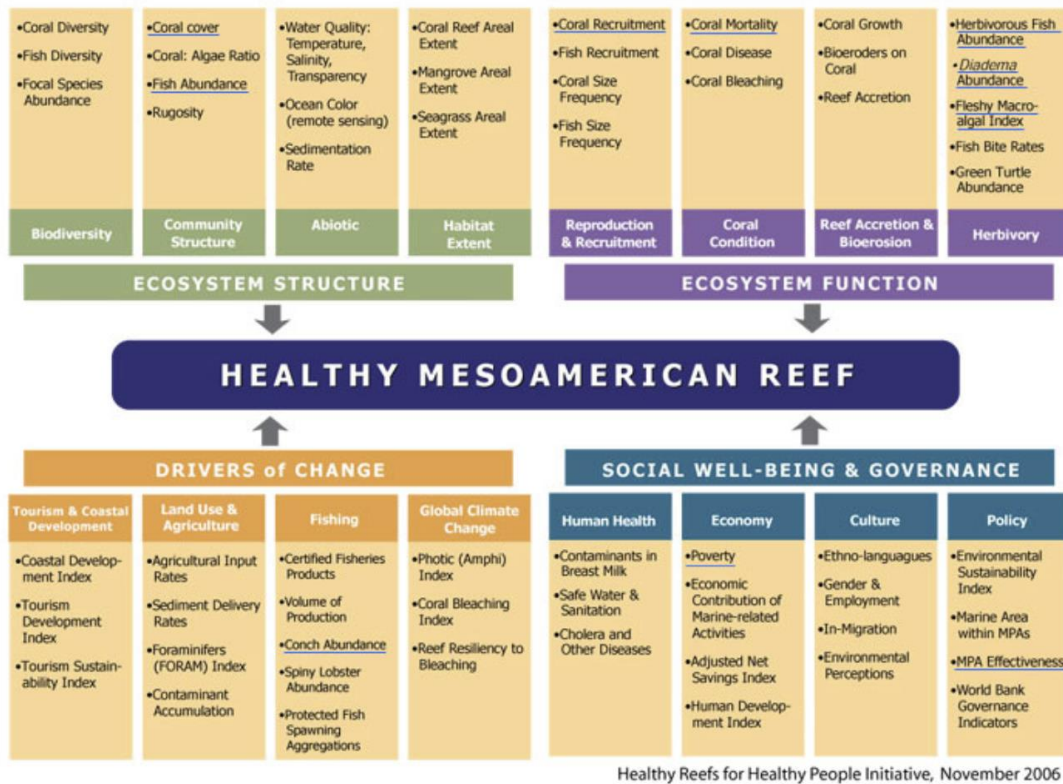 •Coral Diversity
•Fish Diversity
•Focal Species
Abundance
Biodiversity
•Coral cover
•Coral: Algae Ratio
•Fish Abundance
•Rugosity
Community
Structure
•Water Quality:
Temperature,
Salinity,
Transparency
•Ocean Color
(remote sensing)
•Sedimentation
Rate
Abiotic
•Coral Reef Areal
Extent
•Mangrove Areal
Extent
•Seagrass Areal
Extent
Habitat
Extent
ECOSYSTEM STRUCTURE
•Coral Recruitment
•Fish Recruitment
•Coral Size
Frequency
•Fish Size
Frequency
Reproduction
& Recruitment
•Coral Mortality
•Coral Disease
•Coral Bleaching
Coral
Condition
•Coral Growth
•Bioeroders on
Coral
•Reef Accretion
Reef Accretion &
Bioerosion
•Herbivorous Fish
Abundance
•Diadema
Abundance
•Fleshy Macro-
algal Index
•Fish Bite Rates
•Green Turtle
Abundance
Herbivory
ECOSYSTEM FUNCTION
HEALTHY MESOAMERICAN REEF
DRIVERS of CHANGE
Tourism & Coastal
Development
•Coastal Develop-
ment Index
•Tourism
Development
Index
•Tourism Sustain-
ability Index
Land Use &
Agriculture
•Agricultural Input
Rates
•Sediment Delivery
Rates
•Foraminifers
(FORAM) Index
•Contaminant
Accumulation
Fishing
•Certified Fisheries
Products
•Volume of
Production
•Conch Abundance
•Spiny Lobster
Abundance
•Protected Fish
Spawning
Aggregations
Global Climate
Change
•Photic (Amphi)
Index
•Coral Bleaching
Index
•Reef Resiliency to
Bleaching
SOCIAL WELL-BEING & GOVERNANCE
Human Health
•Contaminants in
Breast Milk
•Safe Water &
Sanitation
•Cholera and
Other Diseases
Economy
•Poverty
•Economic
Contribution of
Marine-related
Activities
•Adjusted Net
Savings Index
•Human Develop-
ment Index
Culture
•Ethno-languagues
•Gender &
Employment
•In-Migration
•Environmental
Perceptions
Policy
•Environmental
Sustainability
Index
•Marine Area
within MPAs
•MPA Effectiveness
•World Bank
Governance
Indicators
Healthy Reefs for Healthy People Initiative, November 2006